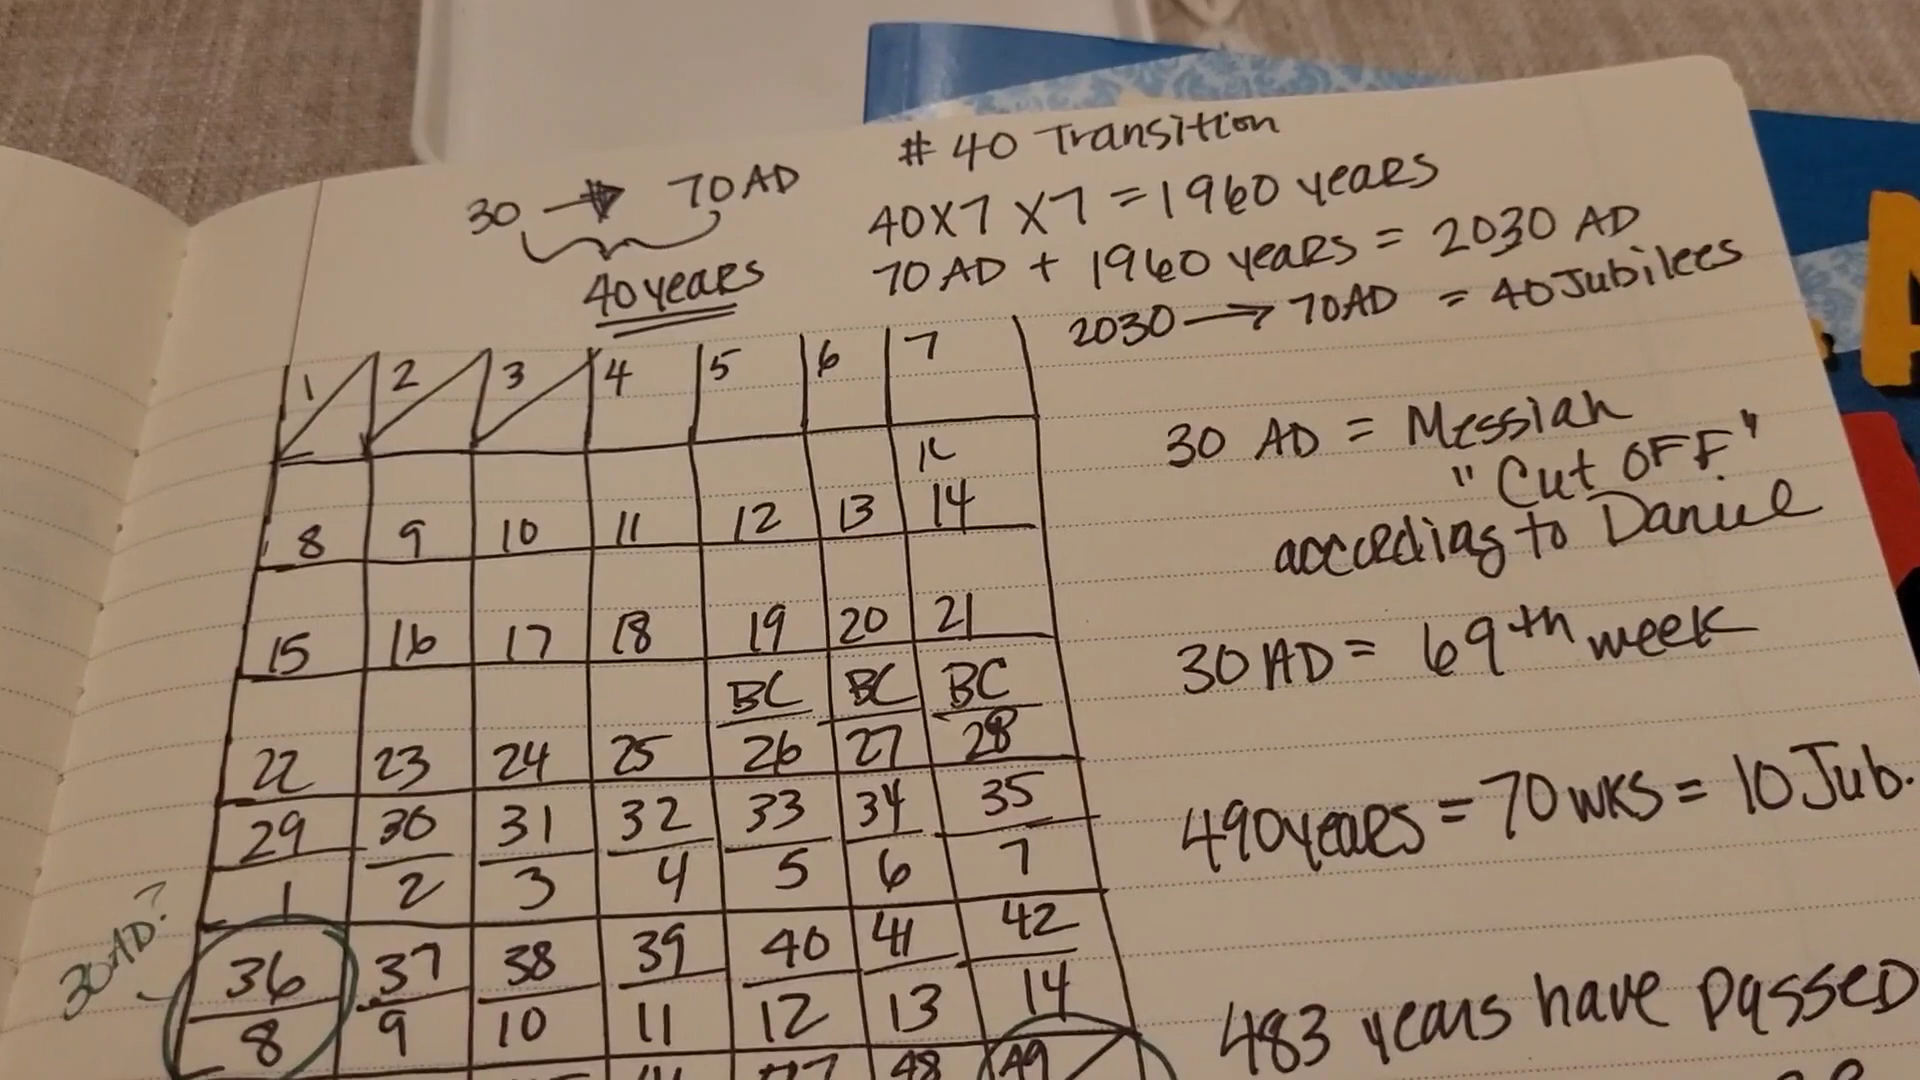 # 40 Transition
30 → 70 AD
40 years
40 x 7 x 7 = 1960 years
70 AD + 1960 years = 2030 AD
2030 → 70 AD = 40 Jubilees
1 2 3 4 5 6 7
8 9 10 11 12 13 14
15 16 17 18 19 20 21
BC BC BC
22 23 24 25 26 27 28
29 30 31 32 33 34 35
1 2 3 4 5 6 7
30 AD?
36 37 38 39 40 41 42
8 9 10 11 12 13 14
48 49
30 AD = Messiah
"Cut OFF"
according to Daniel
30 AD = 69th week
490 years = 70 wks = 10 Jub.
483 years have passed